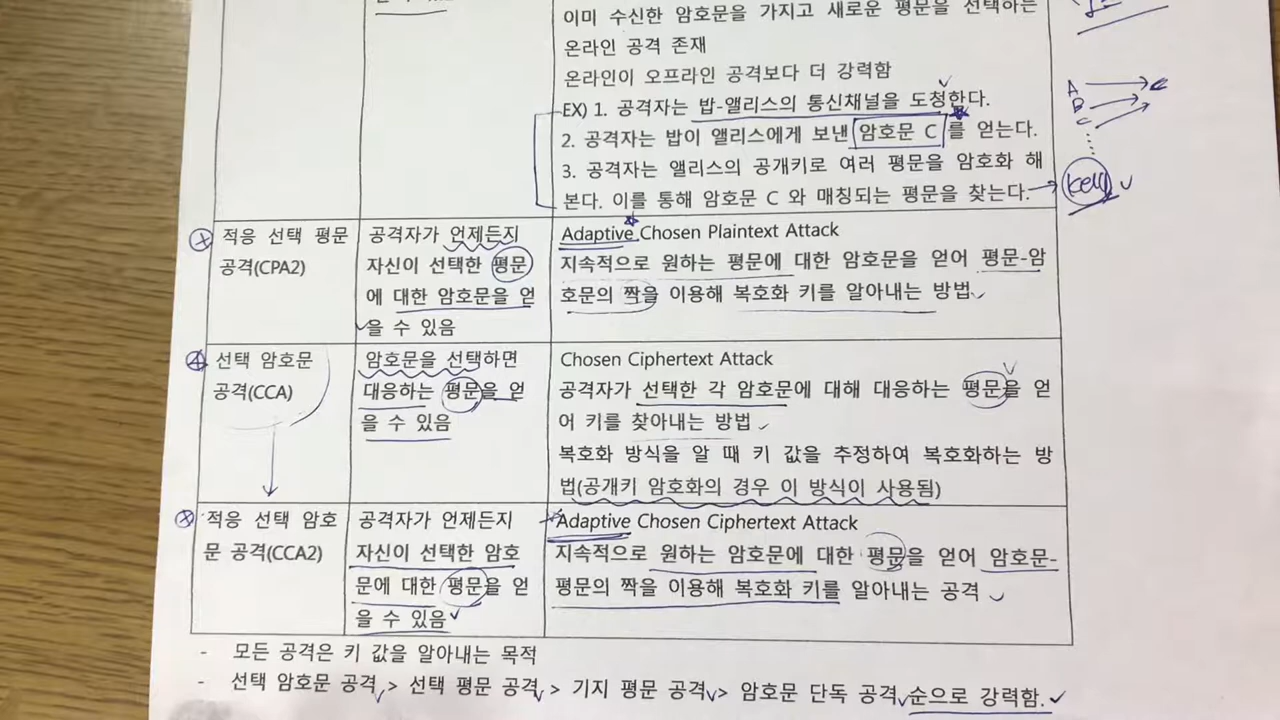 이미 수신한 암호문을 가지고 새로운 평문을 선택하는
온라인 공격 존재
온라인이 오프라인 공격보다 더 강력함
EX) 1. 공격자는 밥-앨리스의 통신채널을 도청한다.
2. 공격자는 밥이 앨리스에게 보낸 암호문 C 를 얻는다.
3. 공격자는 앨리스의 공개키로 여러 평문을 암호화 해
본다. 이를 통해 암호문 C 와 매칭되는 평문을 찾는다.
A
B
C
적응 선택 평문
공격(CPA2)
공격자가 언제든지
자신이 선택한 평문
에 대한 암호문을 얻
을 수 있음
Adaptive Chosen Plaintext Attack
지속적으로 원하는 평문에 대한 암호문을 얻어 평문-암
호문의 짝을 이용해 복호화 키를 알아내는 방법
선택 암호문
공격(CCA)
암호문을 선택하면
대응하는 평문을 얻
을 수 있음
Chosen Ciphertext Attack
공격자가 선택한 각 암호문에 대해 대응하는 평문을 얻
어 키를 찾아내는 방법
복호화 방식을 알 때 키 값을 추정하여 복호화하는 방
법(공개키 암호화의 경우 이 방식이 사용됨)
적응 선택 암호
문 공격(CCA2)
공격자가 언제든지
자신이 선택한 암호
문에 대한 평문을 얻
을 수 있음
Adaptive Chosen Ciphertext Attack
지속적으로 원하는 암호문에 대한 평문을 얻어 암호문-
평문의 짝을 이용해 복호화 키를 알아내는 공격
- 모든 공격은 키 값을 알아내는 목적
- 선택 암호문 공격 > 선택 평문 공격 > 기지 평문 공격 > 암호문 단독 공격 순으로 강력함.